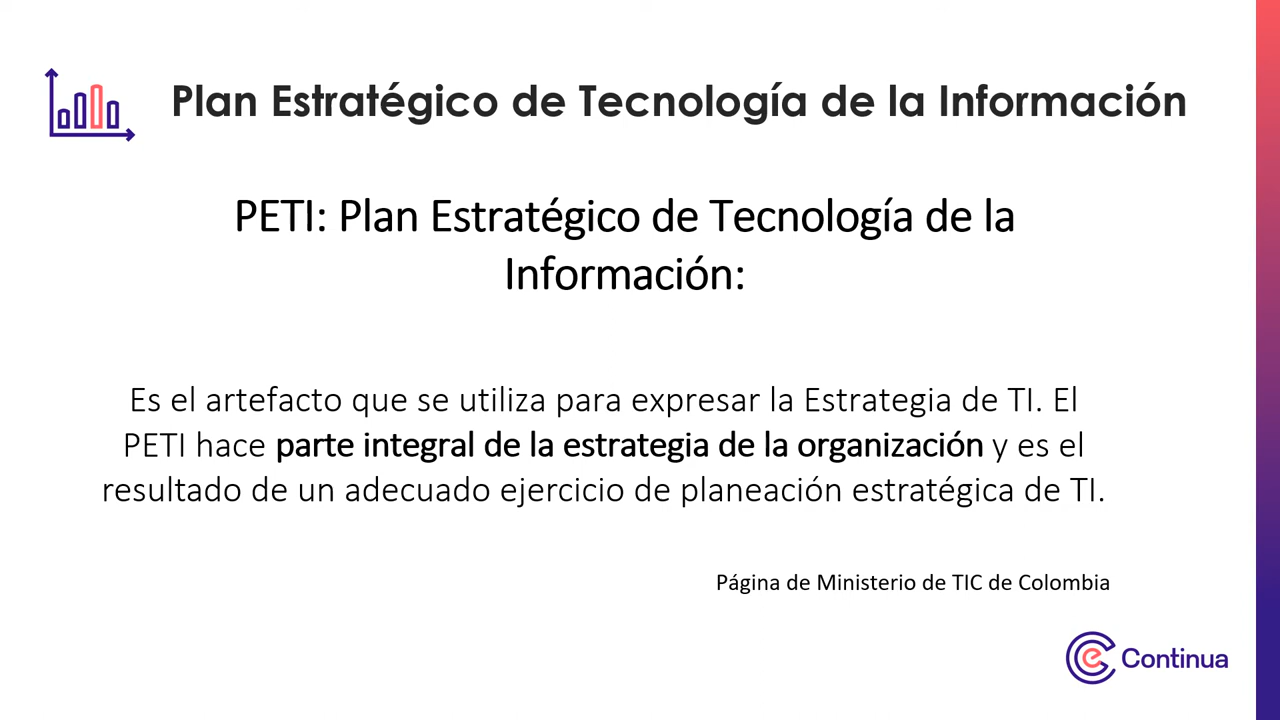 Plan Estratégico de Tecnología de la Información
PETI: Plan Estratégico de Tecnología de la
Información:
Es el artefacto que se utiliza para expresar la Estrategia de TI. El
PETI hace parte integral de la estrategia de la organización y es el
resultado de un adecuado ejercicio de planeación estratégica de TI.
Página de Ministerio de TIC de Colombia
e Continua